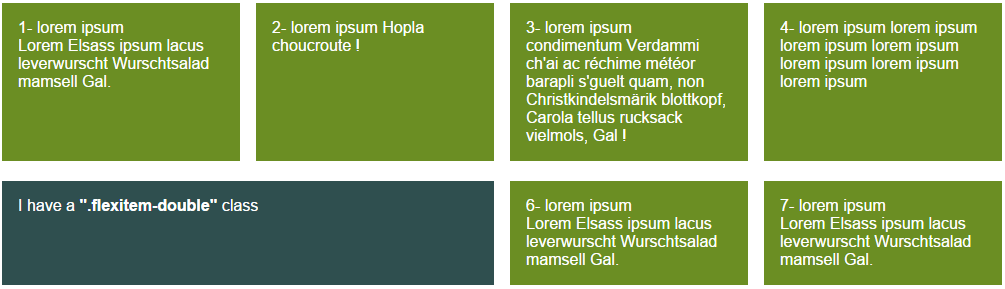 1- lorem ipsum
Lorem Elsass ipsum lacus
leverwurscht Wurschtsalad
mamsell Gal.
2- lorem ipsum Hopla
choucroute !
3- lorem ipsum
condimentum Verdammi
ch'ai ac réchime météor
barapli s'guelt quam, non
Christkindelsmärik blottkopf,
Carola tellus rucksack
vielmols, Gal !
4- lorem ipsum lorem ipsum
lorem ipsum lorem ipsum
lorem ipsum lorem ipsum
lorem ipsum
I have a ".flexitem-double" class
6- lorem ipsum
Lorem Elsass ipsum lacus
leverwurscht Wurschtsalad
mamsell Gal.
7- lorem ipsum
Lorem Elsass ipsum lacus
leverwurscht Wurschtsalad
mamsell Gal.